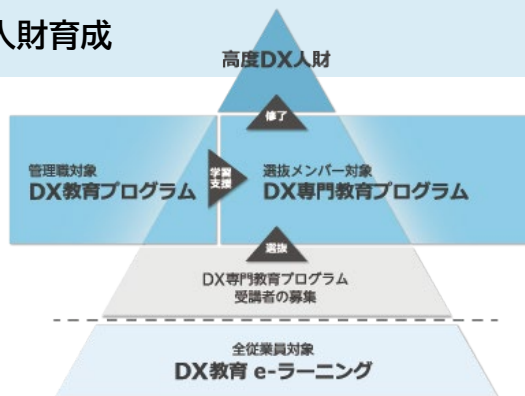 人財育成
高度DX人財
修了
管理職対象
DX教育プログラム
学習
支援
選抜メンバー対象
DX専門教育プログラム
選抜
DX専門教育プログラム
受講者の募集
全従業員対象
DX教育 e-ラーニング